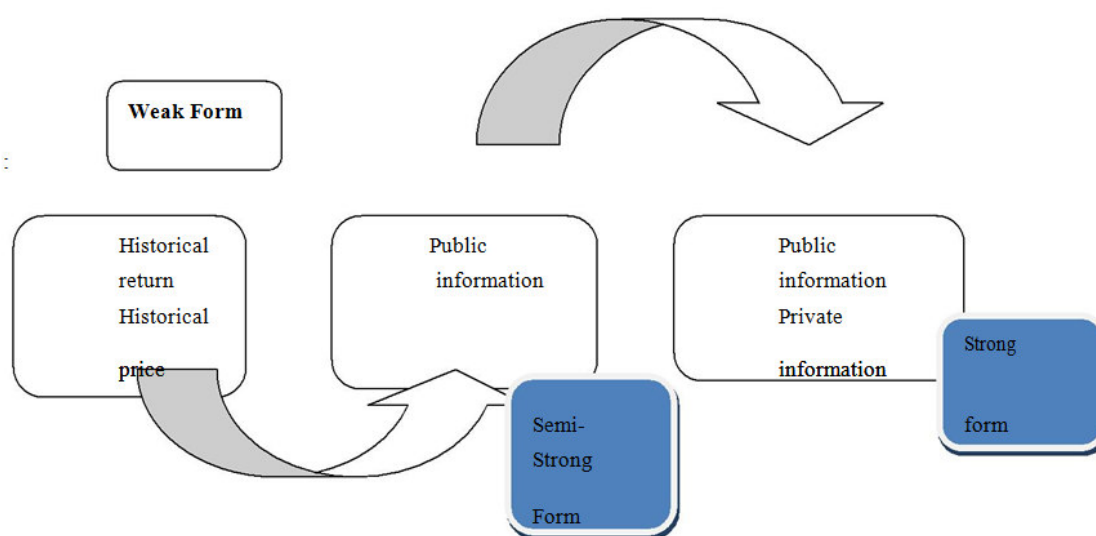 Weak Form
:
Historical
return
Historical
price
Public
information
Public
information
Private
information
Semi-
Strong
Form
Strong
form